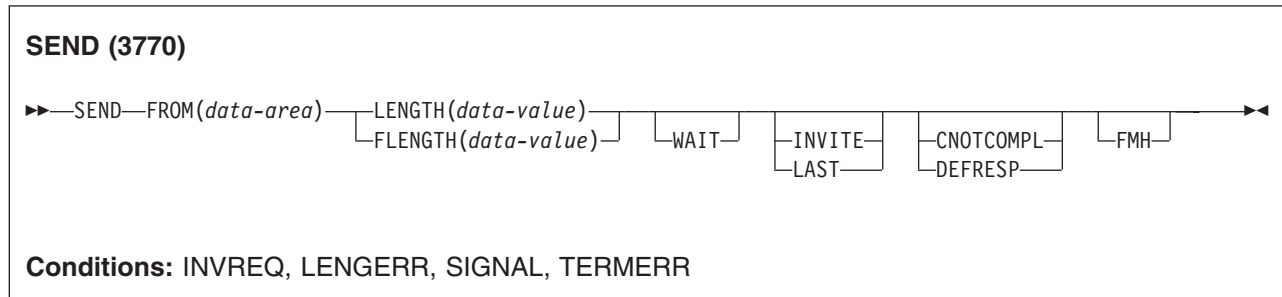 SEND (3770)
SEND FROM(data-area) LENGTH(data-value)
FLENGTH(data-value) WAIT INVITE CNOTCOMPL FMH
LAST DEFRESP
Conditions: INVREQ, LENGERR, SIGNAL, TERMERR